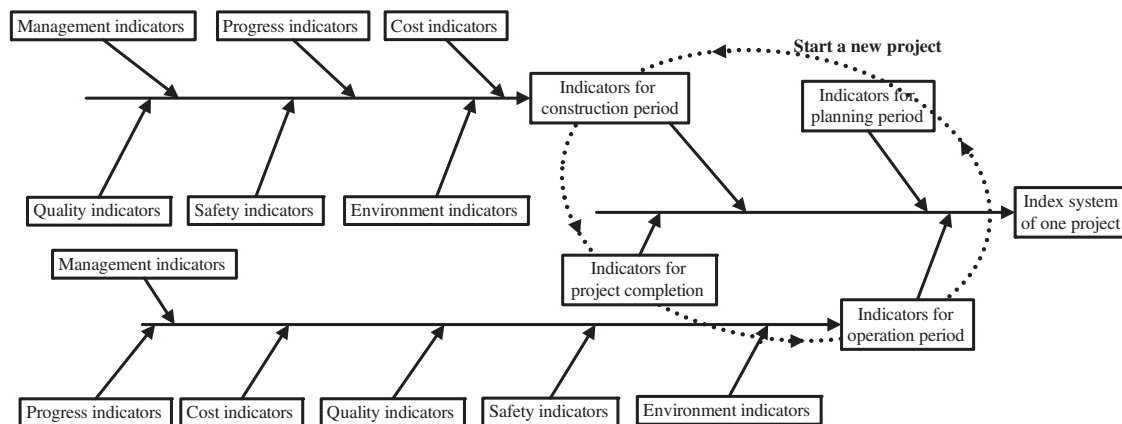 Management indicators
Progress indicators
Cost indicators
Start a new project
Indicators for
construction period
Indicators for
planning period
Quality indicators
Safety indicators
Environment indicators
Index system
of one project
Management indicators
Indicators for
project completion
Indicators for
operation period
Progress indicators
Cost indicators
Quality indicators
Safety indicators
Environment indicators